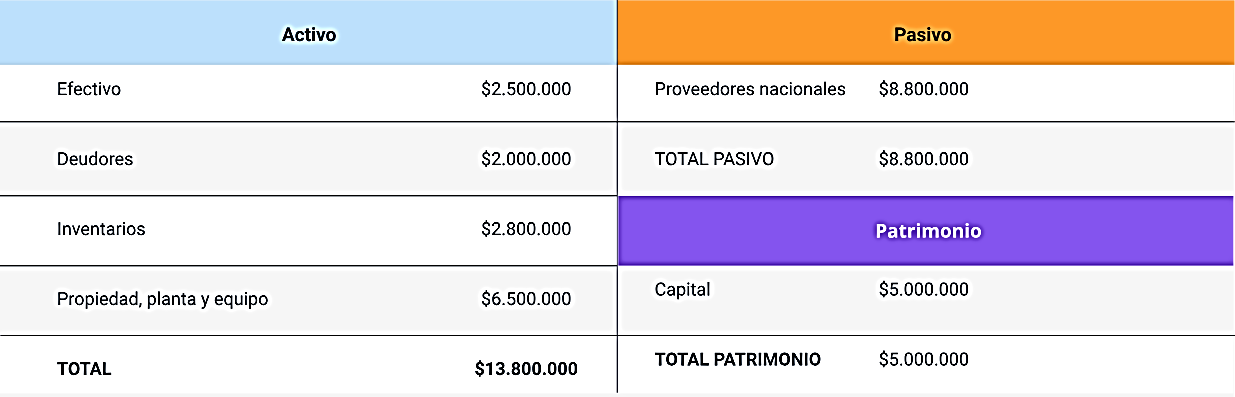 Activo Pasivo
Efectivo $2.500.000 Proveedores nacionales $8.800.000
Deudores $2.000.000 TOTAL PASIVO $8.800.000
Inventarios $2.800.000 Patrimonio
Propiedad, planta y equipo $6.500.000 Capital $5.000.000
TOTAL $13.800.000 TOTAL PATRIMONIO $5.000.000